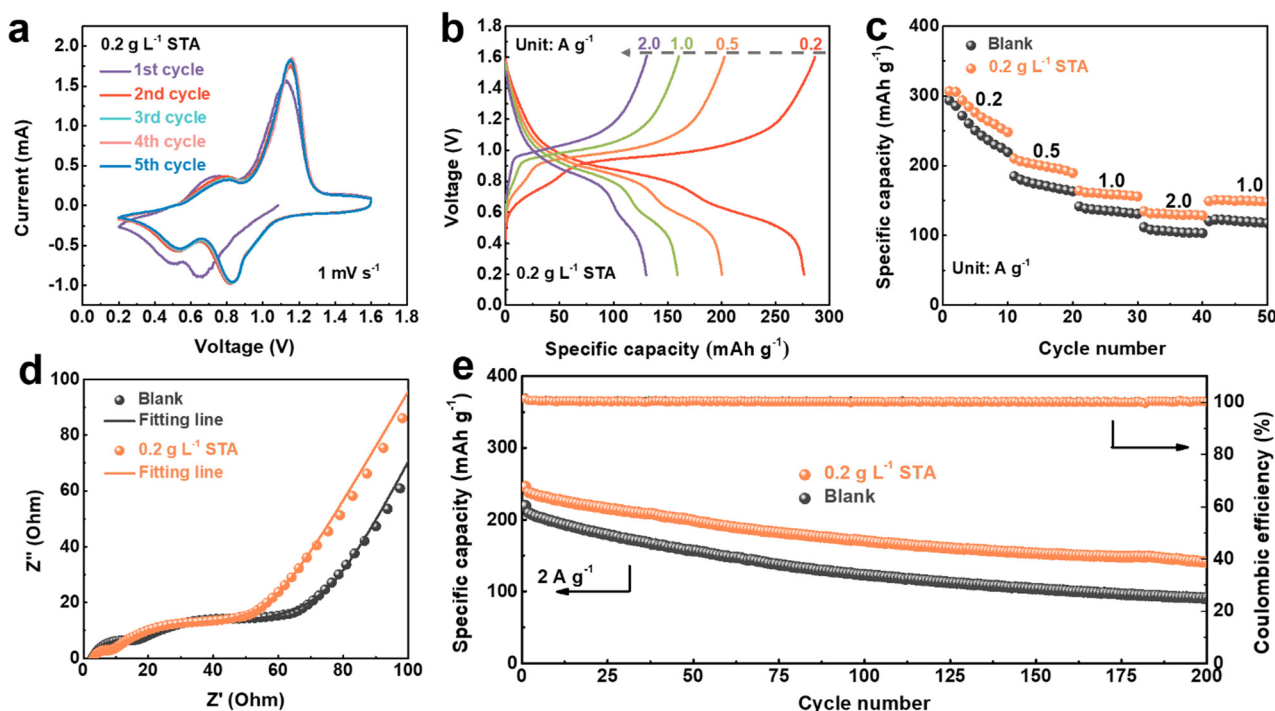 a
0.2 g L⁻¹ STA
1st cycle
2nd cycle
3rd cycle
4th cycle
5th cycle
1 mV s⁻¹
2.0
1.5
1.0
0.5
0.0
-0.5
-1.0
0.2 0.4 0.6 0.8 1.0 1.2 1.4 1.6 1.8
Current (mA)
Voltage (V)
b
Unit: A g⁻¹
2.0 1.0 0.5 0.2
0.2 g L⁻¹ STA
1.8
1.6
1.4
1.2
1.0
0.8
0.6
0.4
0.2
0.0
0 50 100 150 200 250 300
Voltage (V)
Specific capacity (mAh g⁻¹)
c
Blank
0.2 g L⁻¹ STA
0.2
0.5
1.0
2.0
1.0
Unit: A g⁻¹
400
300
200
100
0
0 10 20 30 40 50
Specific capacity (mAh g⁻¹)
Cycle number
d
Blank
Fitting line
0.2 g L⁻¹ STA
Fitting line
100
80
60
40
20
0
0 20 40 60 80 100
Z'' (Ohm)
Z' (Ohm)
e
0.2 g L⁻¹ STA
Blank
2 A g⁻¹
400
300
200
100
0
0 25 50 75 100 125 150 175 200
100
80
60
40
20
0
Specific capacity (mAh g⁻¹)
Coulombic efficiency (%)
Cycle number